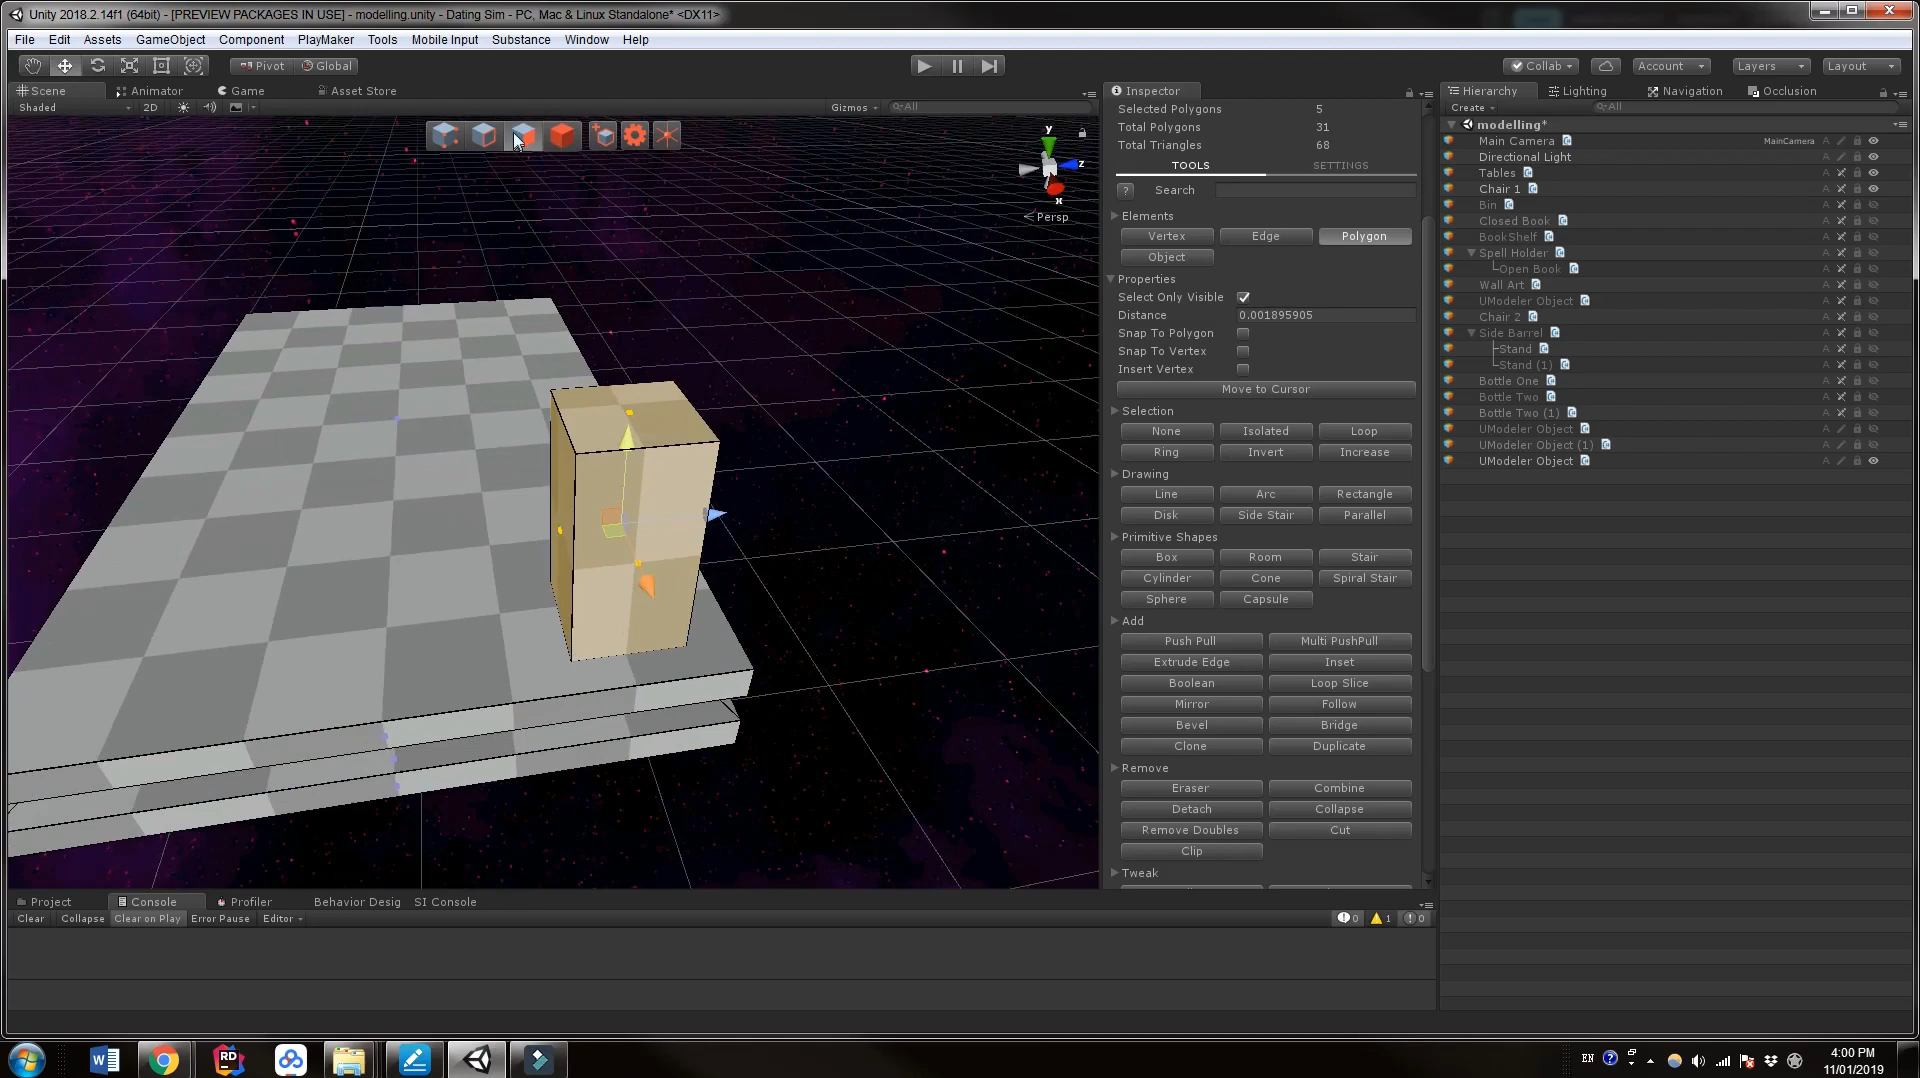 Unity 2018.2.14f1 (64bit) - [PREVIEW PACKAGES IN USE] - modelling.unity - Dating Sim - PC, Mac & Linux Standalone* <DX11>
File Edit Assets GameObject Component PlayMaker Tools Mobile Input Substance Window Help
Pivot Global Collab Account Layers Layout
Scene Animator Game Asset Store
Shaded 2D Gizmos All
y
z
x
Persp
Inspector
Selected Polygons 5
Total Polygons 31
Total Triangles 68
TOOLS SETTINGS
? Search
Elements
Vertex Edge Polygon
Object
Properties
Select Only Visible
Distance 0.001895905
Snap To Polygon
Snap To Vertex
Insert Vertex
Move to Cursor
Selection
None Isolated Loop
Ring Invert Increase
Drawing
Line Arc Rectangle
Disk Side Stair Parallel
Primitive Shapes
Box Room Stair
Cylinder Cone Spiral Stair
Sphere Capsule
Add
Push Pull Multi PushPull
Extrude Edge Inset
Boolean Loop Slice
Mirror Follow
Bevel Bridge
Clone Duplicate
Remove
Eraser Combine
Detach Collapse
Remove Doubles Cut
Clip
Tweak
Hierarchy Lighting Navigation Occlusion
Create All
modelling*
Main Camera MainCamera
Directional Light
Tables
Chair 1
Bin
Closed Book
BookShelf
Spell Holder
Open Book
Wall Art
UModeler Object
Chair 2
Side Barrel
Stand
Stand (1)
Bottle One
Bottle Two
Bottle Two (1)
UModeler Object
UModeler Object (1)
UModeler Object
Project Console Profiler Behavior Desig SI Console
Clear Collapse Clear on Play Error Pause Editor 0 1 0
W RD EN ? 4:00 PM
11/01/2019